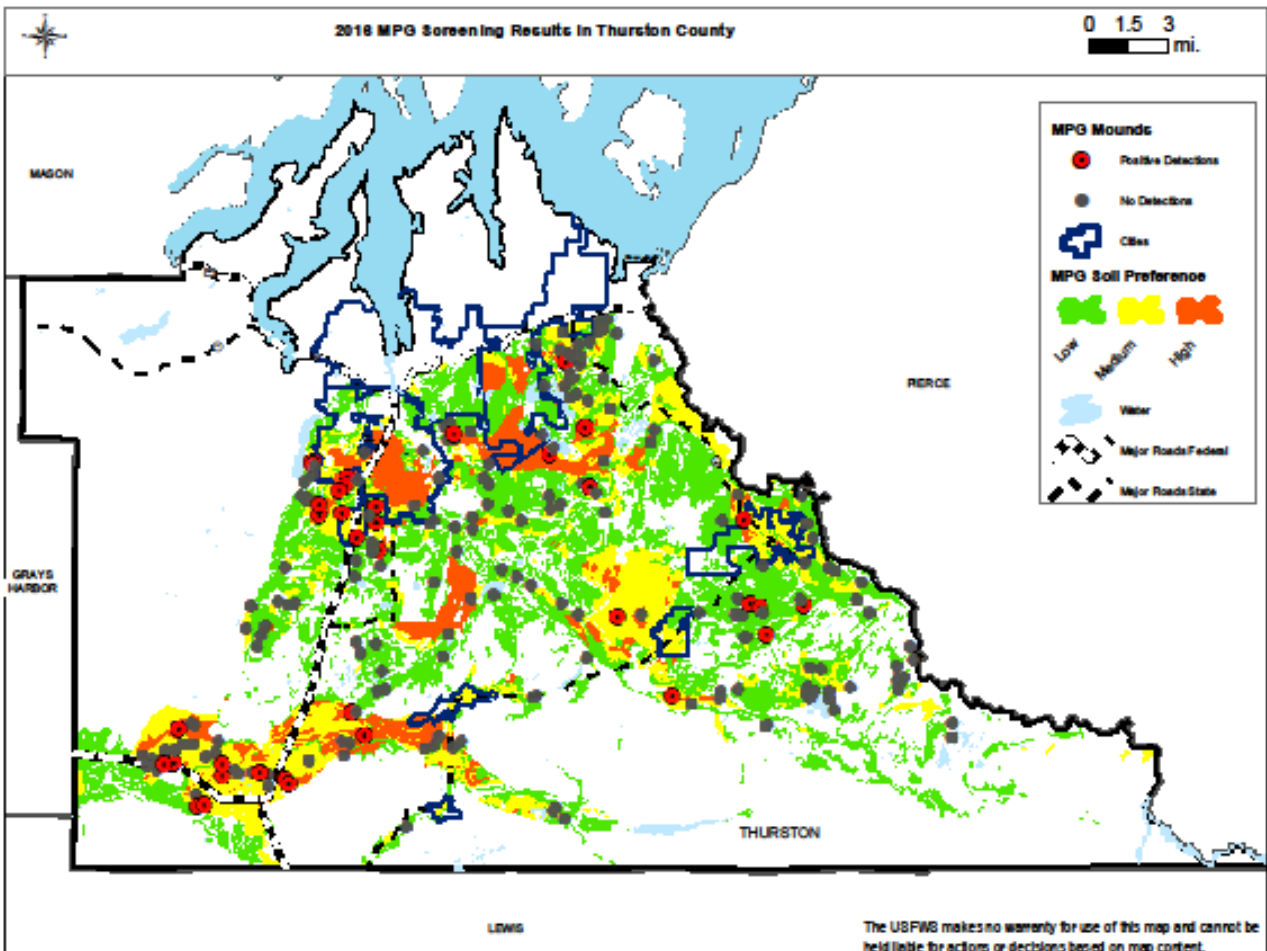 2016 MPG Screening Results in Thurston County
0 1.5 3
mi.
MPG Mounds
Positive Detections
No Detections
Cities
MPG Soil Preference
Low
Medium
High
Water
Major Roads Federal
Major Roads State
MASON
PIERCE
GRAYS
HARBOR
THURSTON
LEWIS
The USFWS makes no warranty for use of this map and cannot be
held liable for actions or decisions based on map content.